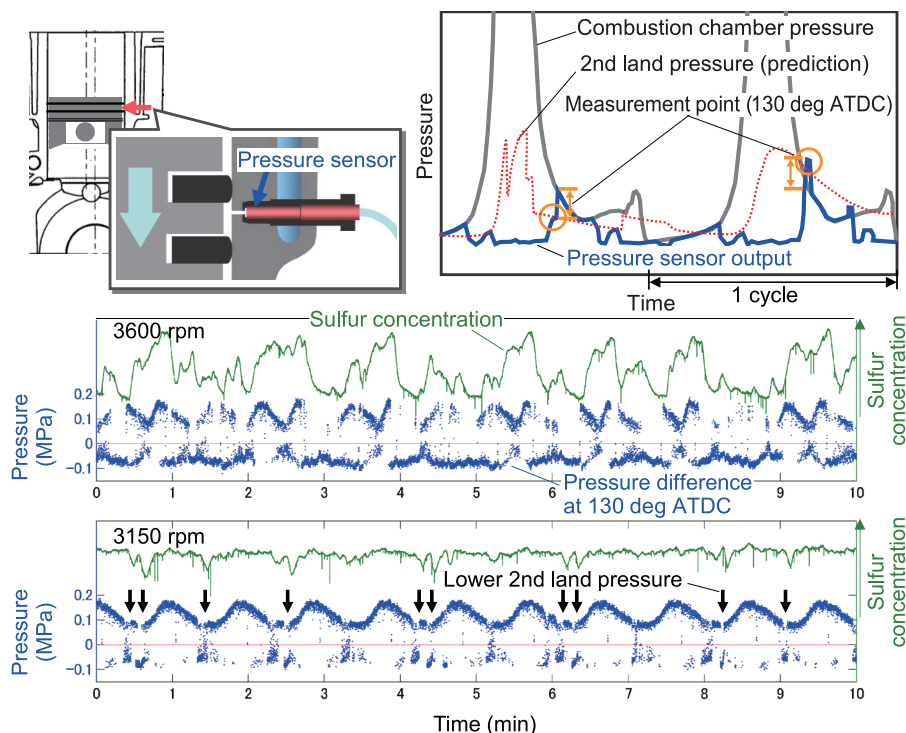 Pressure sensor
Combustion chamber pressure
2nd land pressure (prediction)
Measurement point (130 deg ATDC)
Pressure
Pressure sensor output
Time
1 cycle
3600 rpm
Sulfur concentration
Sulfur
concentration
Pressure
(MPa)
0.2
0.1
0
−0.1
0 1 2 3 4 5 6 7 8 9 10
Pressure difference
at 130 deg ATDC
3150 rpm
Lower 2nd land pressure
Sulfur
concentration
Pressure
(MPa)
0.2
0.1
0
−0.1
0 1 2 3 4 5 6 7 8 9 10
Time (min)